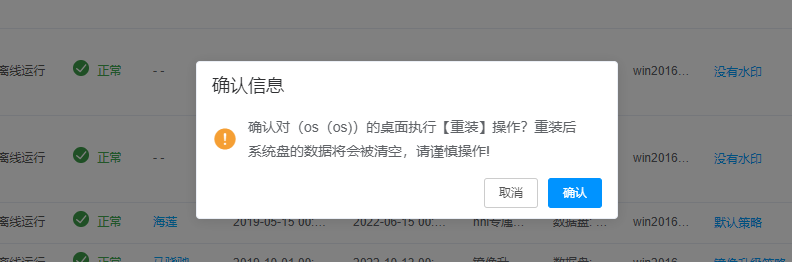 离线运行 正常 - - win2016... 没有水印
确认信息
确认对（os（os)）的桌面执行【重装】操作？重装后
系统盘的数据将会被清空，请谨慎操作!
离线运行 正常 - - win2016... 没有水印
取消 确认
离线运行 正常 海莲 2019-05-15 00:... 2022-06-15 00:... 数据盘: ... win2016... 默认策略
正常